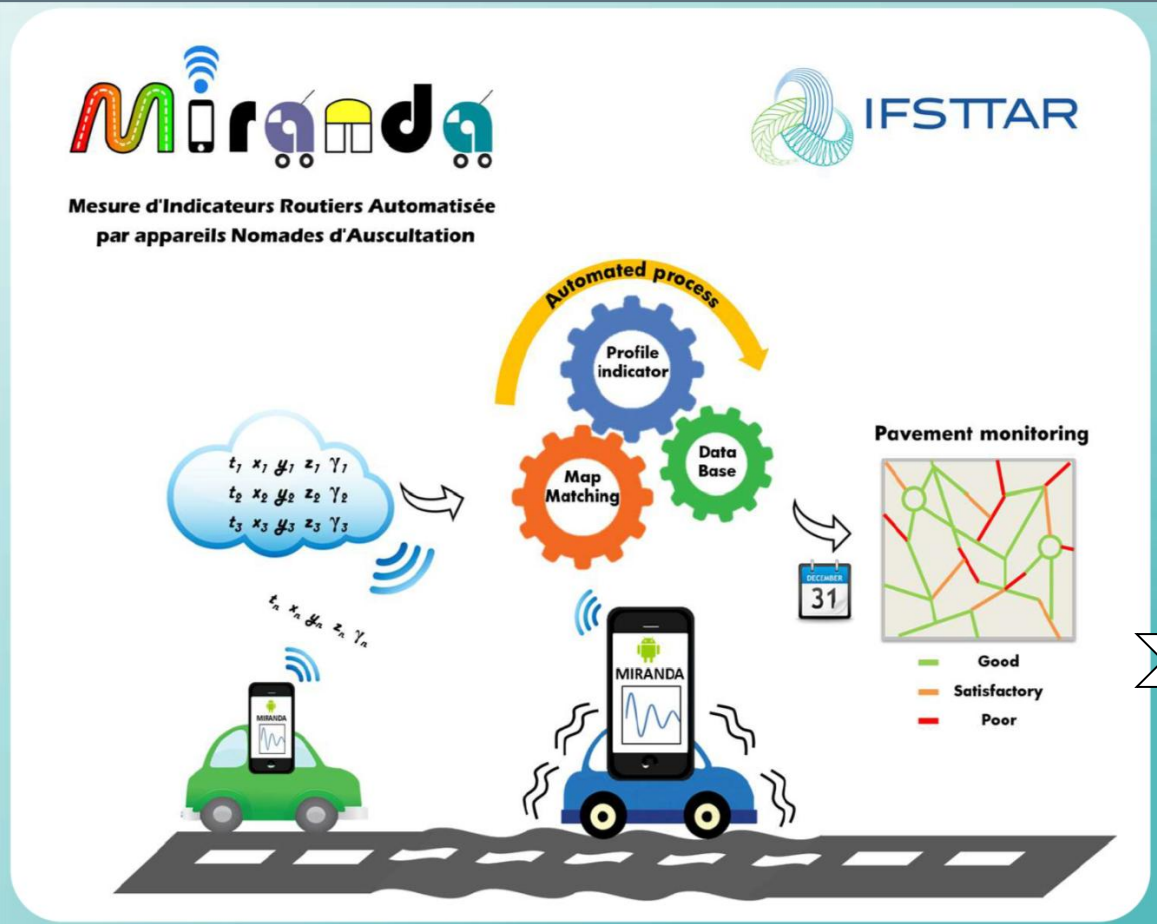 Miranda
IFSTTAR
Mesure d'Indicateurs Routiers Automatisée
par appareils Nomades d'Auscultation
Automated process
Profile
indicator
Data
Base
Map
Matching
t₁ x₁ y₁ z₁ γ₁
t₂ x₂ y₂ z₂ γ₂
t₃ x₃ y₃ z₃ γ₃
tₙ xₙ yₙ zₙ γₙ
Pavement monitoring
DECEMBER
31
Good
Satisfactory
Poor
MIRANDA
MIRANDA